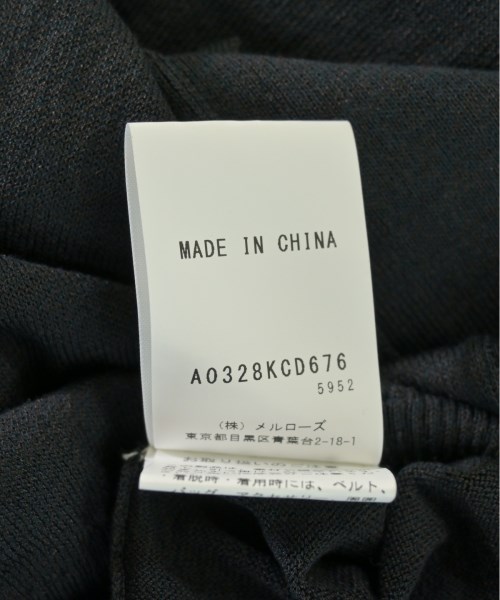 MADE IN CHINA
A0328KCD676
5952
(株) メルローズ
東京都目黒区青葉台2-18-1
着脱時・着用時には、ベルト、